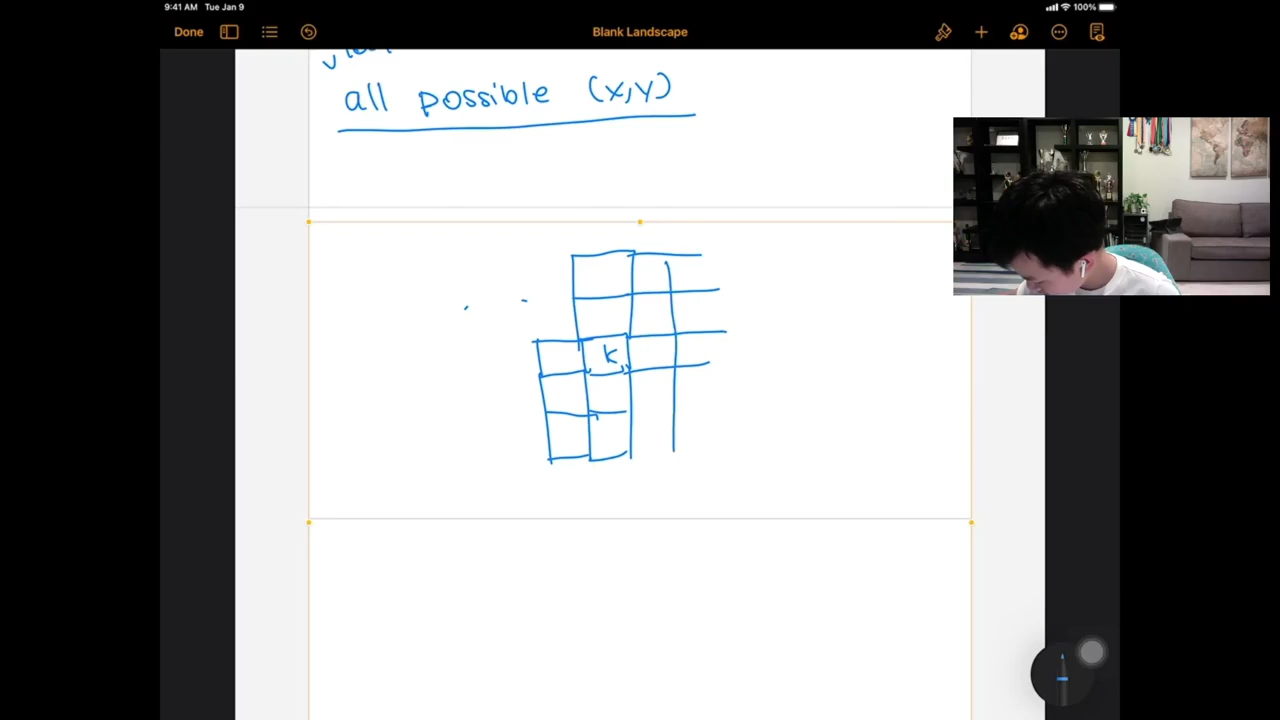 9:41 AM Tue Jan 9
100%
Done
Blank Landscape
all possible (x,y)
k